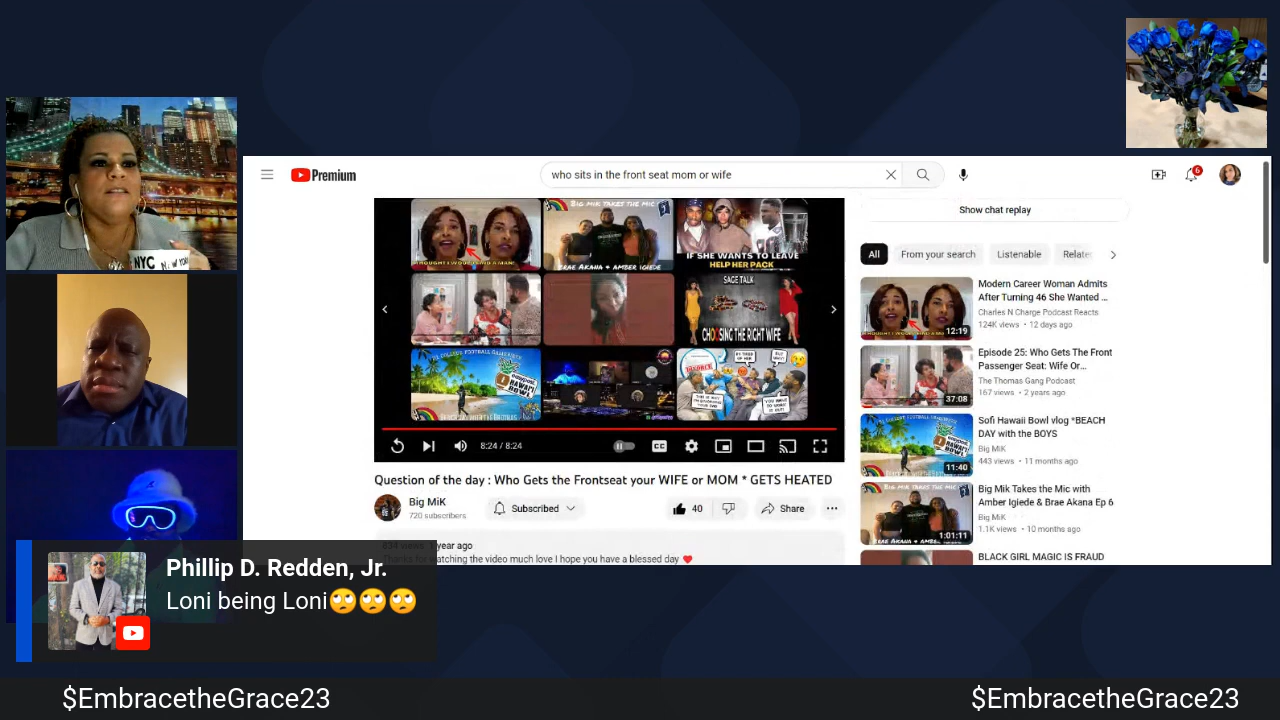 Premium
who sits in the front seat mom or wife
6
Show chat replay
All
From your search
Listenable
BIG MIK TAKES THE MIC
BRAE AKANA + AMBER IGIEDE
IF SHE WANTS TO LEAVE
HELP HER PACK
SAGE TALK
CHOOSING THE RIGHT WIFE
HAWAI'I
BOWL
8:24 / 8:24
CC
Question of the day : Who Gets the Frontseat your WIFE or MOM * GETS HEATED
Big MiK
720 subscribers
Subscribed
40
Share
year ago
watching the video much love I hope you have a blessed day
Modern Career Woman Admits
After Turning 46 She Wanted ...
Charles N Charge Podcast Reacts
124K views • 12 days ago
12:19
Episode 25: Who Gets The Front
Passenger Seat: Wife Or...
The Thomas Gang Podcast
167 views • 2 years ago
37:08
Sofi Hawaii Bowl vlog *BEACH
DAY with the BOYS
Big MiK
443 views • 11 months ago
11:40
Big Mik Takes the Mic with
Amber Igiede & Brae Akana Ep 6
Big MiK
1.1K views • 10 months ago
1:01:11
BLACK GIRL MAGIC IS FRAUD
NYC
Phillip D. Redden, Jr.
Loni being Loni🙄🙄🙄
$EmbracetheGrace23
$EmbracetheGrace23